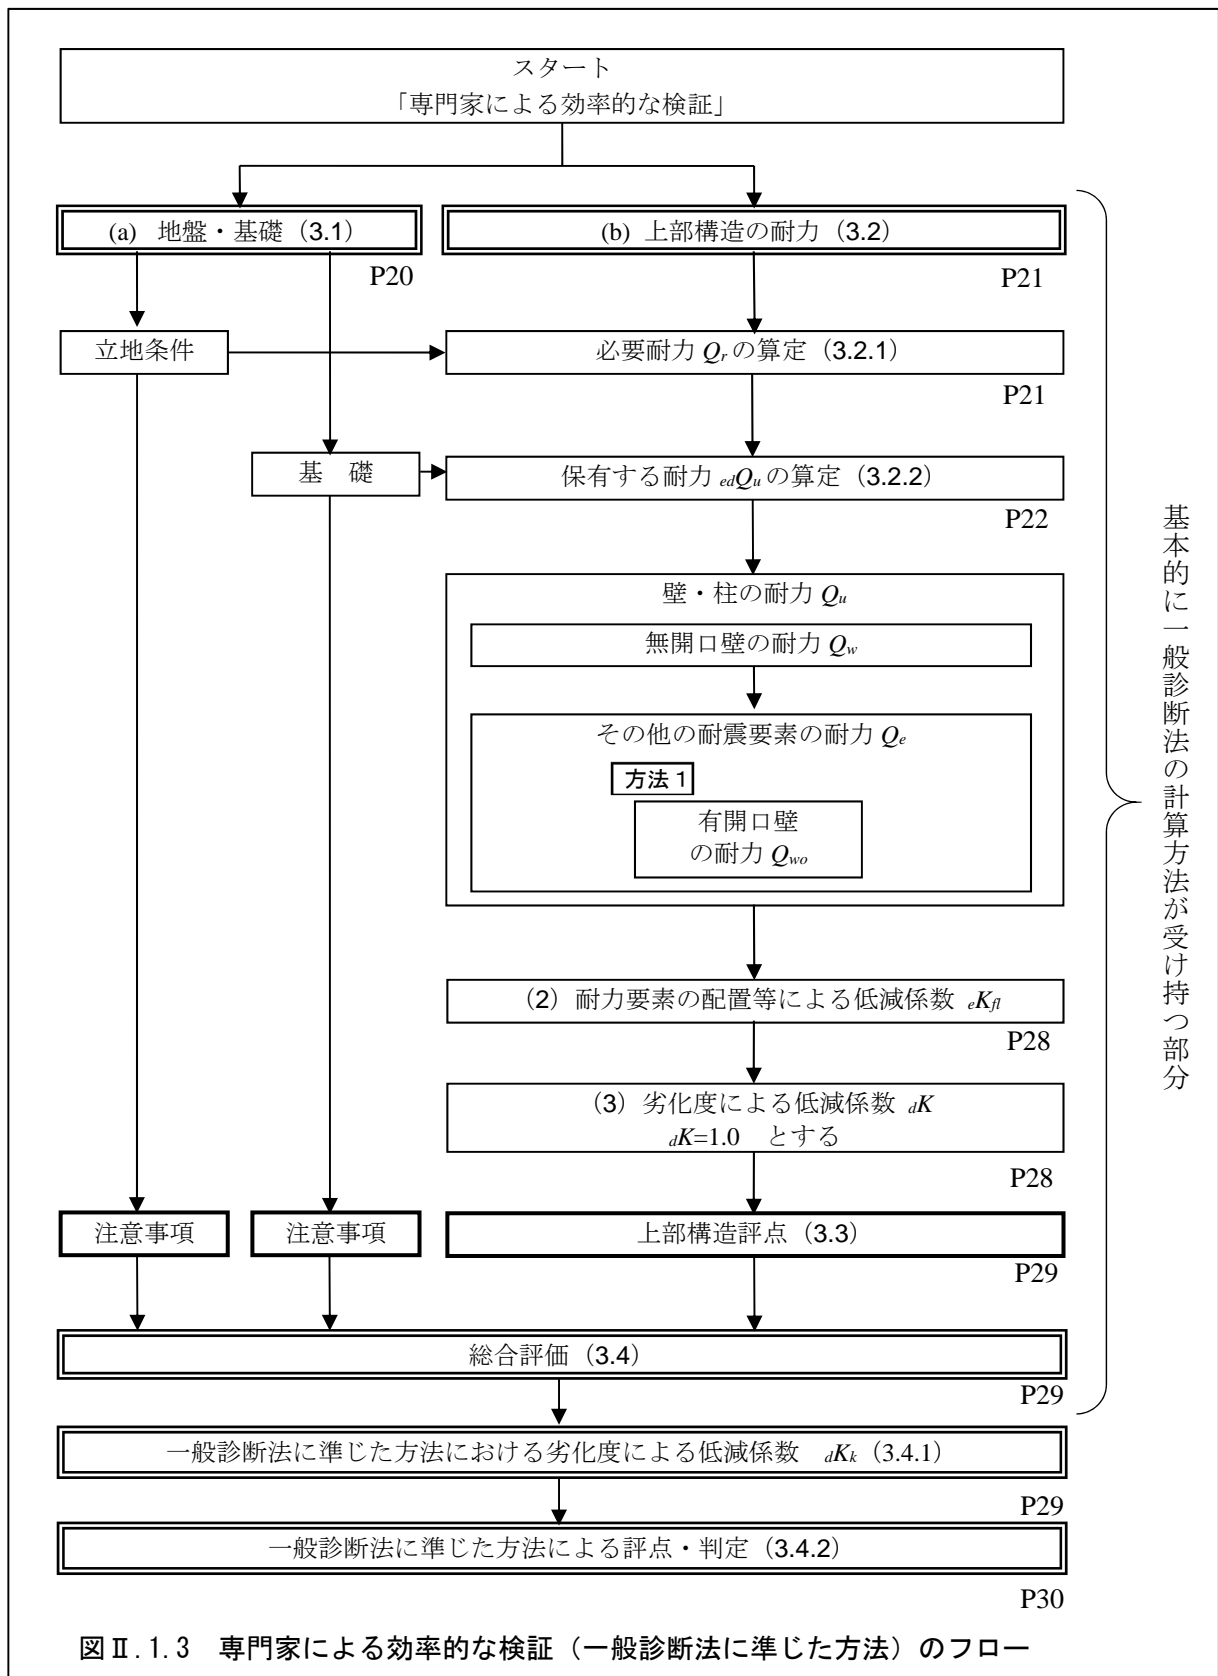 スタート
「専門家による効率的な検証」
(a) 地盤・基礎（3.1）
P20
(b) 上部構造の耐力（3.2）
P21
立地条件
必要耐力 Qr の算定（3.2.1）
P21
基　礎
保有する耐力 edQu の算定（3.2.2）
P22
壁・柱の耐力 Qu
無開口壁の耐力 Qw
その他の耐震要素の耐力 Qe
方法１
有開口壁
の耐力 Qwo
（2）耐力要素の配置等による低減係数 eKfl
P28
（3）劣化度による低減係数 dK
dK=1.0　とする
P28
注意事項
注意事項
上部構造評点（3.3）
P29
総合評価（3.4）
P29
一般診断法に準じた方法における劣化度による低減係数　dKk（3.4.1）
P29
一般診断法に準じた方法による評点・判定（3.4.2）
P30
基本的に一般診断法の計算方法が受け持つ部分
図Ⅱ.1.3　専門家による効率的な検証（一般診断法に準じた方法）のフロー